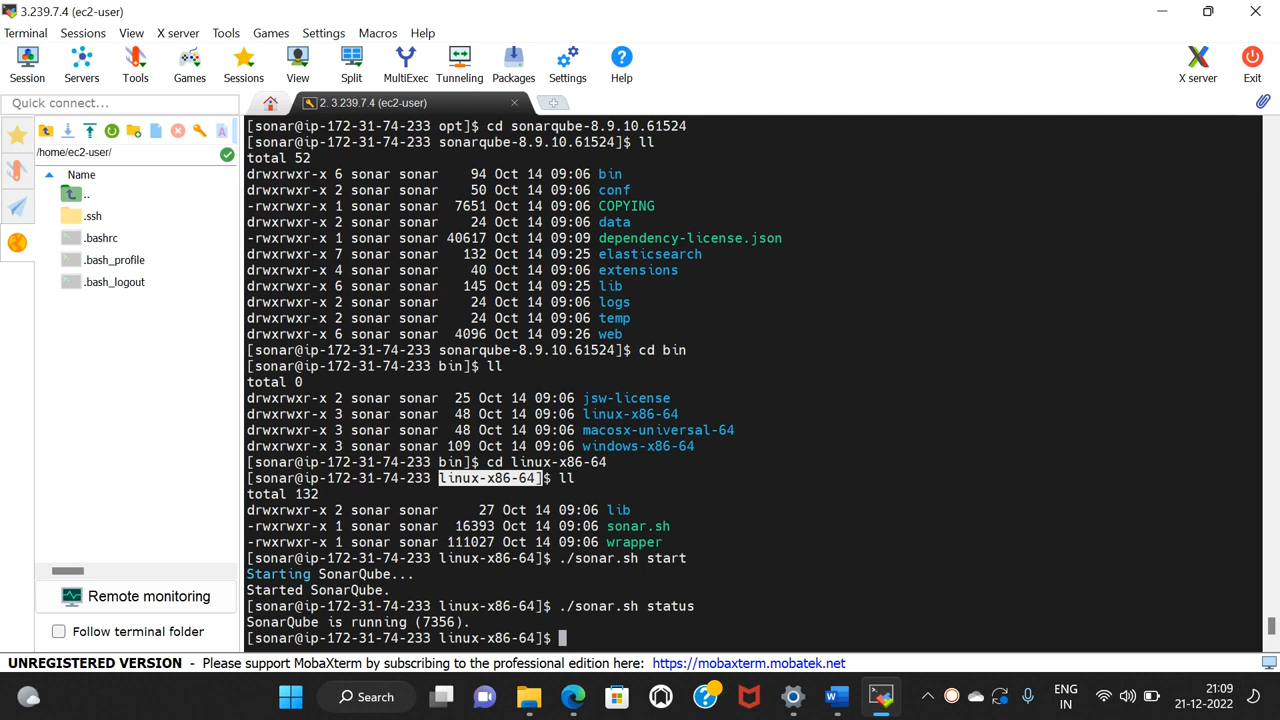 3.239.7.4 (ec2-user)
Terminal Sessions View X server Tools Games Settings Macros Help
Session Servers Tools Games Sessions View Split MultiExec Tunneling Packages Settings Help X server Exit
Quick connect...
2. 3.239.7.4 (ec2-user)
/home/ec2-user/
Name
..
.ssh
.bashrc
.bash_profile
.bash_logout
Remote monitoring
Follow terminal folder
[sonar@ip-172-31-74-233 opt]$ cd sonarqube-8.9.10.61524
[sonar@ip-172-31-74-233 sonarqube-8.9.10.61524]$ ll
total 52
drwxrwxr-x 6 sonar sonar    94 Oct 14 09:06 bin
drwxrwxr-x 2 sonar sonar    50 Oct 14 09:06 conf
-rwxrwxr-x 1 sonar sonar  7651 Oct 14 09:06 COPYING
drwxrwxr-x 2 sonar sonar    24 Oct 14 09:06 data
-rwxrwxr-x 1 sonar sonar 40617 Oct 14 09:09 dependency-license.json
drwxrwxr-x 7 sonar sonar   132 Oct 14 09:25 elasticsearch
drwxrwxr-x 4 sonar sonar    40 Oct 14 09:06 extensions
drwxrwxr-x 6 sonar sonar   145 Oct 14 09:25 lib
drwxrwxr-x 2 sonar sonar    24 Oct 14 09:06 logs
drwxrwxr-x 2 sonar sonar    24 Oct 14 09:06 temp
drwxrwxr-x 6 sonar sonar  4096 Oct 14 09:26 web
[sonar@ip-172-31-74-233 sonarqube-8.9.10.61524]$ cd bin
[sonar@ip-172-31-74-233 bin]$ ll
total 0
drwxrwxr-x 2 sonar sonar  25 Oct 14 09:06 jsw-license
drwxrwxr-x 3 sonar sonar  48 Oct 14 09:06 linux-x86-64
drwxrwxr-x 3 sonar sonar  48 Oct 14 09:06 macosx-universal-64
drwxrwxr-x 3 sonar sonar 109 Oct 14 09:06 windows-x86-64
[sonar@ip-172-31-74-233 bin]$ cd linux-x86-64
[sonar@ip-172-31-74-233 linux-x86-64]$ ll
total 132
drwxrwxr-x 2 sonar sonar     27 Oct 14 09:06 lib
-rwxrwxr-x 1 sonar sonar  16393 Oct 14 09:06 sonar.sh
-rwxrwxr-x 1 sonar sonar 111027 Oct 14 09:06 wrapper
[sonar@ip-172-31-74-233 linux-x86-64]$ ./sonar.sh start
Starting SonarQube...
Started SonarQube.
[sonar@ip-172-31-74-233 linux-x86-64]$ ./sonar.sh status
SonarQube is running (7356).
[sonar@ip-172-31-74-233 linux-x86-64]$
UNREGISTERED VERSION - Please support MobaXterm by subscribing to the professional edition here: https://mobaxterm.mobatek.net
Search
ENG
IN
21:09
21-12-2022